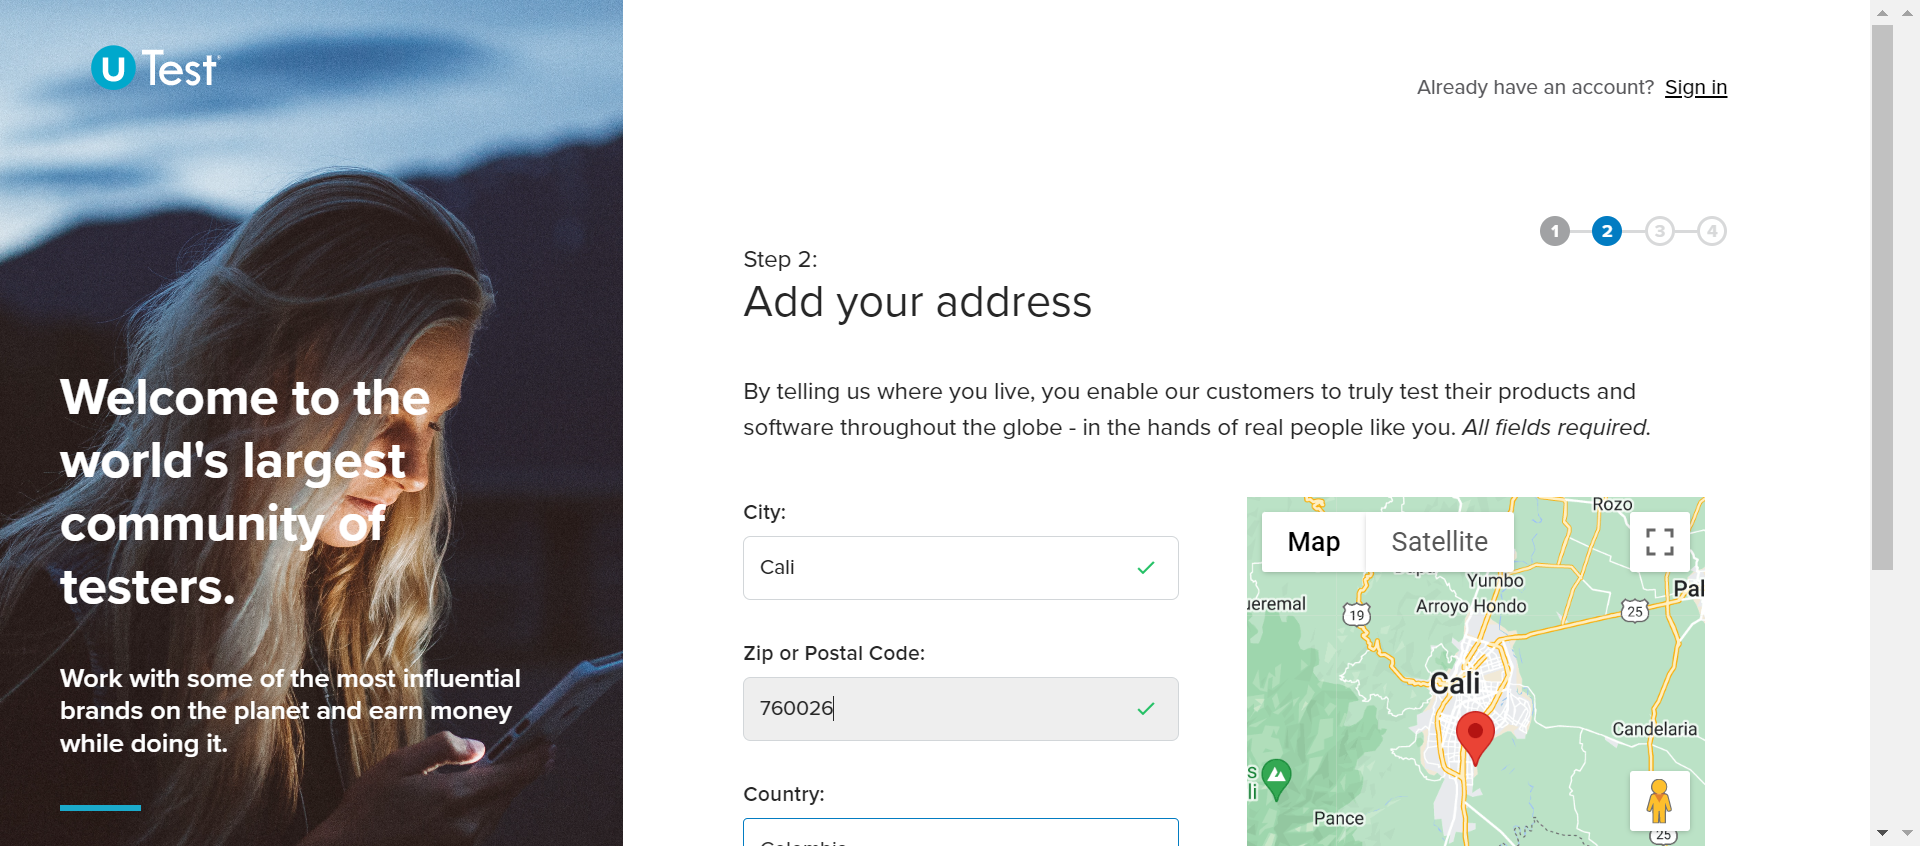 u Test
Already have an account? Sign in
1 2 3 4
Step 2:
Add your address
By telling us where you live, you enable our customers to truly test their products and
software throughout the globe - in the hands of real people like you. All fields required.
Welcome to the
world's largest
community of
testers.
Work with some of the most influential
brands on the planet and earn money
while doing it.
City:
Cali
Zip or Postal Code:
760026
Country:
Colombia
Map Satellite
Rozo
Yumbo
Pal
ueremal
Arroyo Hondo
19
25
Cali
Candelaria
s
li
Pance
25